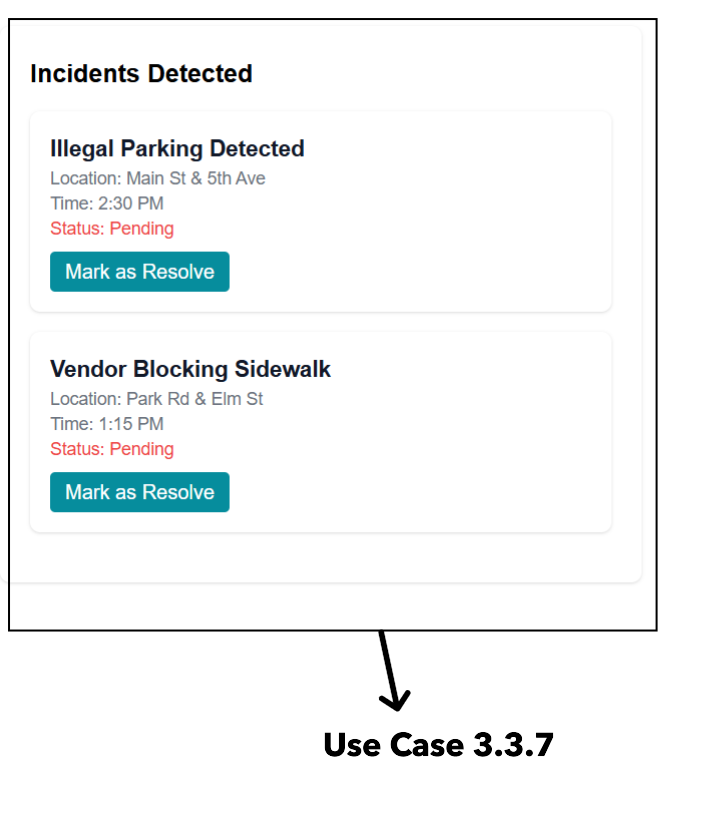 Incidents Detected
Illegal Parking Detected
Location: Main St & 5th Ave
Time: 2:30 PM
Status: Pending
Mark as Resolve
Vendor Blocking Sidewalk
Location: Park Rd & Elm St
Time: 1:15 PM
Status: Pending
Mark as Resolve
Use Case 3.3.7